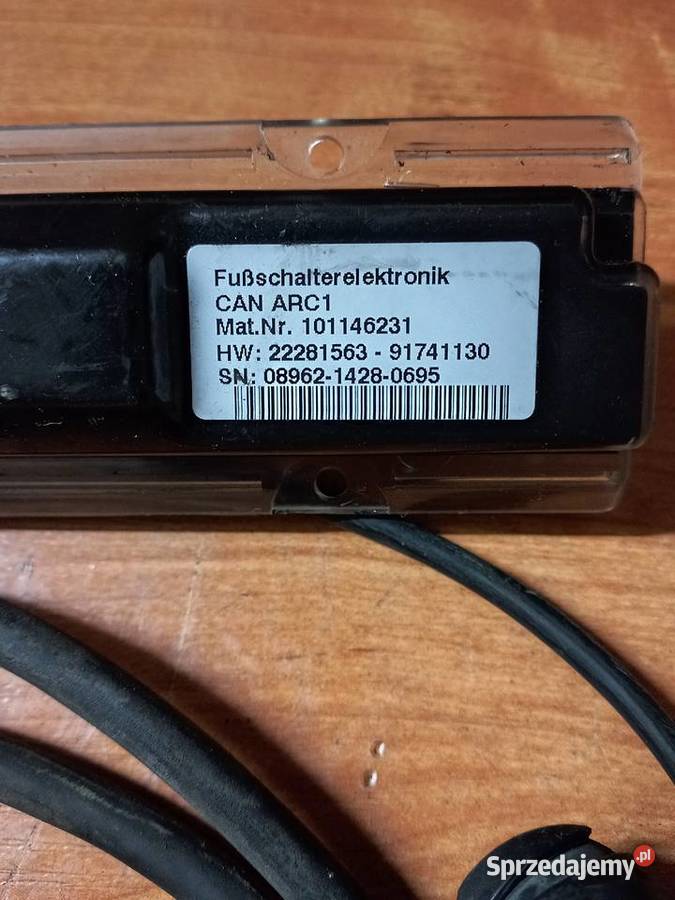 Fußschalterelektronik
CAN ARC1
Mat.Nr. 101146231
HW: 22281563 - 91741130
SN: 08962-1428-0695
Sprzedajemy.pl